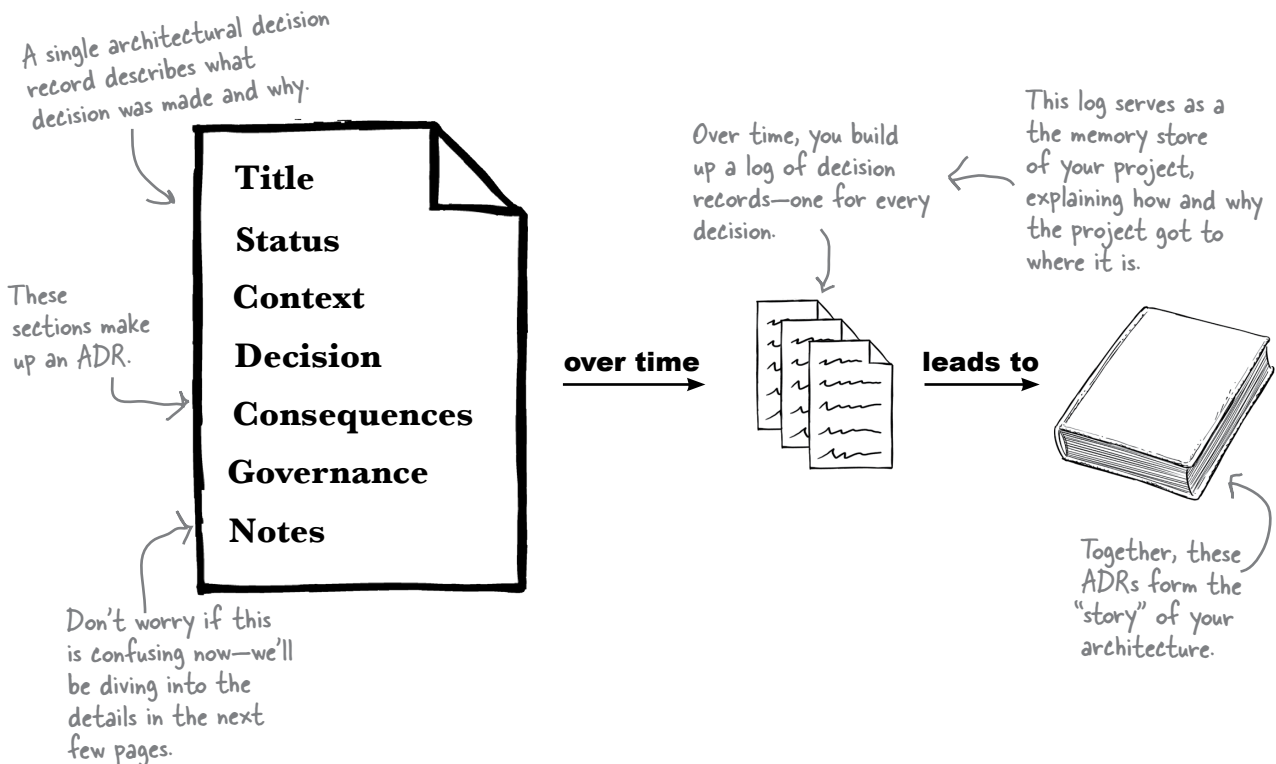 A single architectural decision
record describes what
decision was made and why.
Title
Status
Context
Decision
Consequences
Governance
Notes
These
sections make
up an ADR.
Don't worry if this
is confusing now—we'll
be diving into the
details in the next
few pages.
over time
Over time, you build
up a log of decision
records—one for every
decision.
leads to
This log serves as a
the memory store
of your project,
explaining how and why
the project got to
where it is.
Together, these
ADRs form the
"story" of your
architecture.